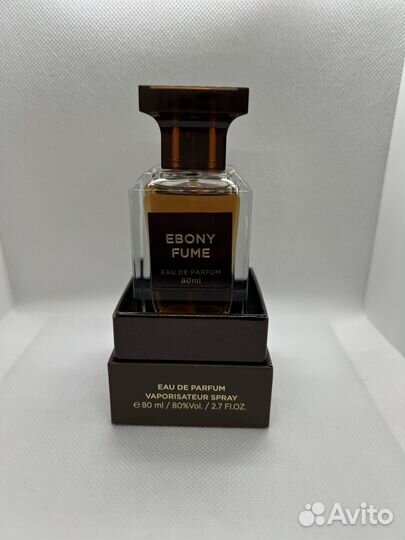 EBONY
FUME
EAU DE PARFUM
80ml
EAU DE PARFUM
VAPORISATEUR SPRAY
℮ 80 ml / 80%Vol. / 2.7 Fl.OZ.
Avito